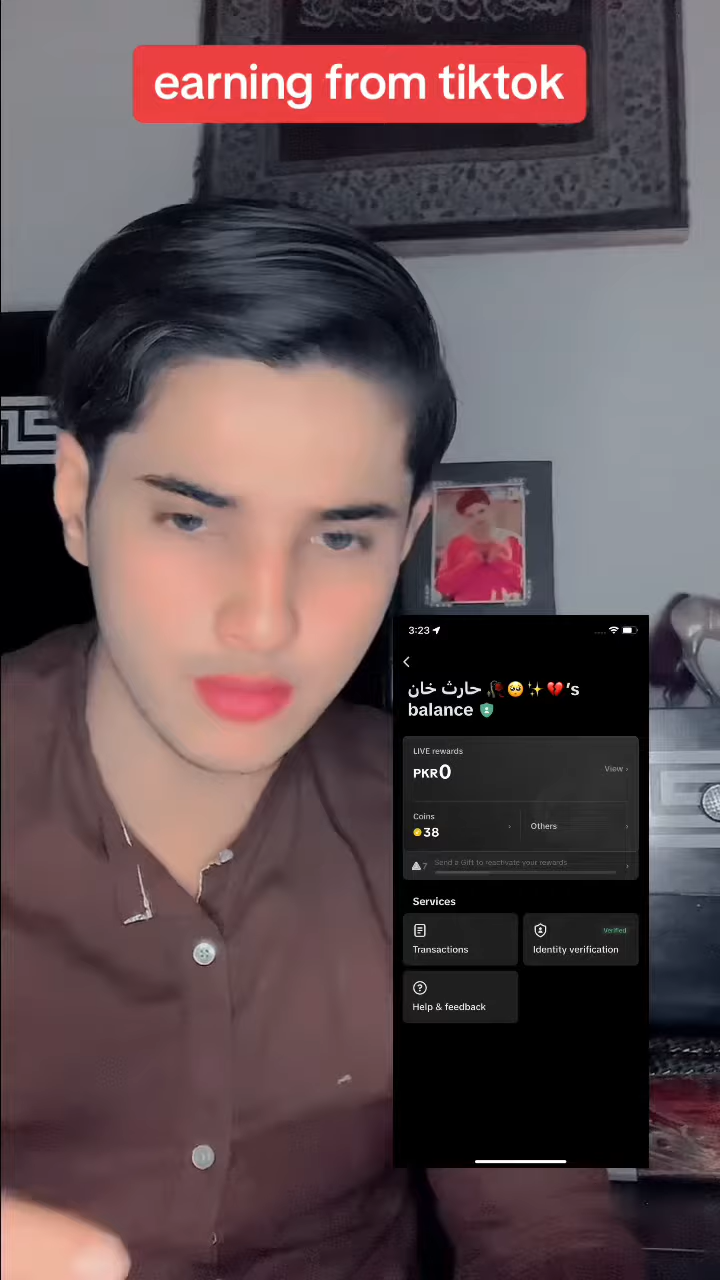 earning from tiktok
3:23
حارث خان 🥀🥺✨💔's
balance
LIVE rewards
PKR0
View
Coins
38
Others
7
Send a Gift to reactivate your rewards
Services
Transactions
Verified
Identity verification
Help & feedback